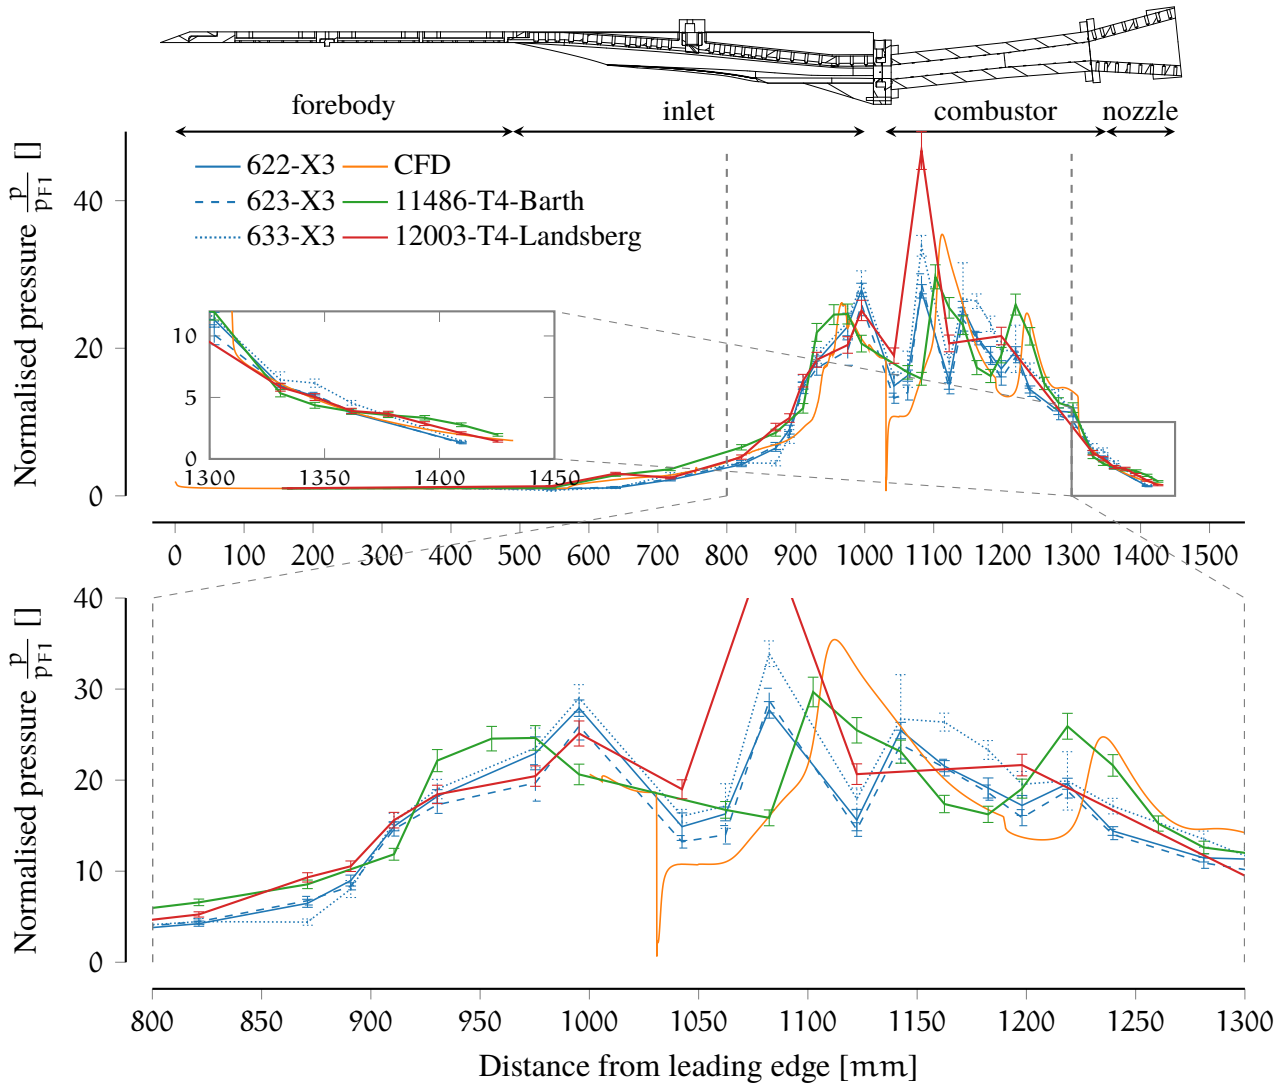 forebody inlet combustor nozzle
Normalised pressure p/pF1 []
622-X3 CFD
623-X3 11486-T4-Barth
633-X3 12003-T4-Landsberg
40
20
0
10
5
0
1300 1350 1400 1450
0 100 200 300 400 500 600 700 800 900 1000 1100 1200 1300 1400 1500
Normalised pressure p/pF1 []
40
30
20
10
0
800 850 900 950 1000 1050 1100 1150 1200 1300
Distance from leading edge [mm]